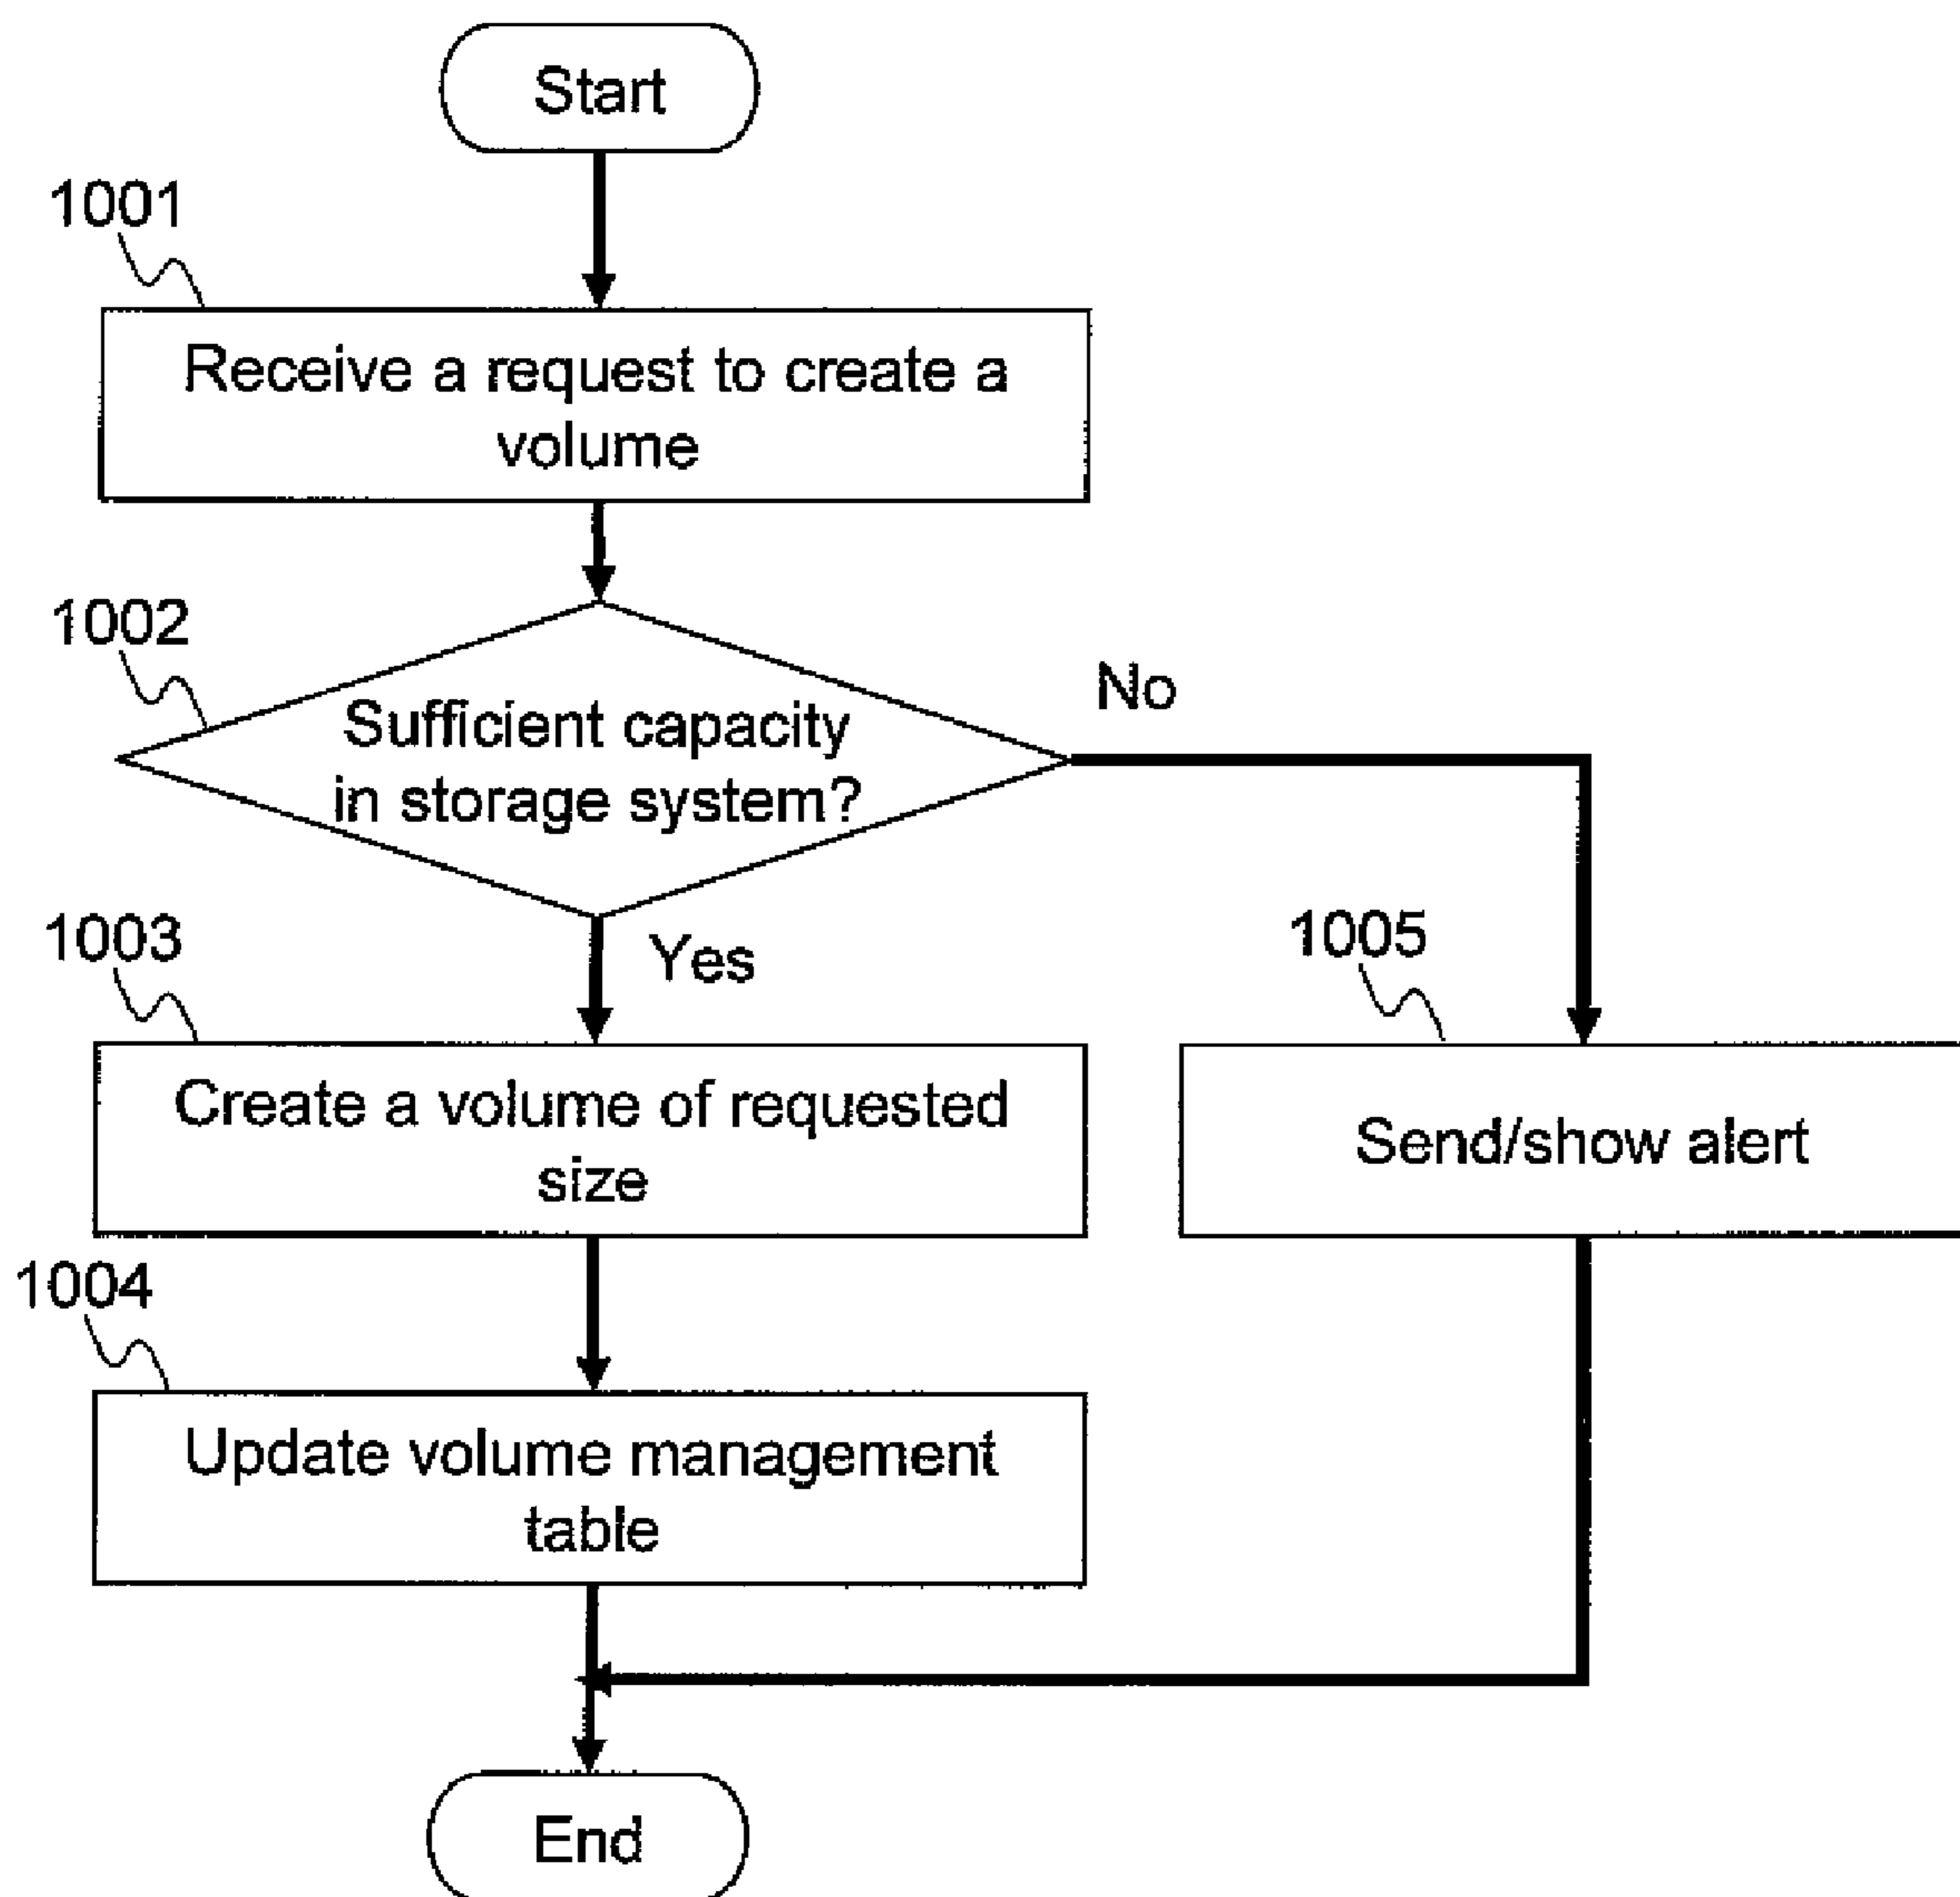 Start
1001
Receive a request to create a
volume
1002
Sufficient capacity
in storage system?
No
Yes
1003
Create a volume of requested
size
1005
Send/show alert
1004
Update volume management
table
End